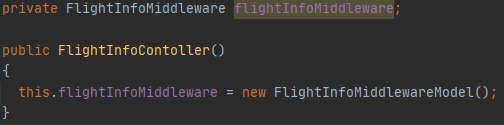 private FlightInfoMiddleware flightInfoMiddleware;
public FlightInfoContoller()
{
this.flightInfoMiddleware = new FlightInfoMiddlewareModel();
}